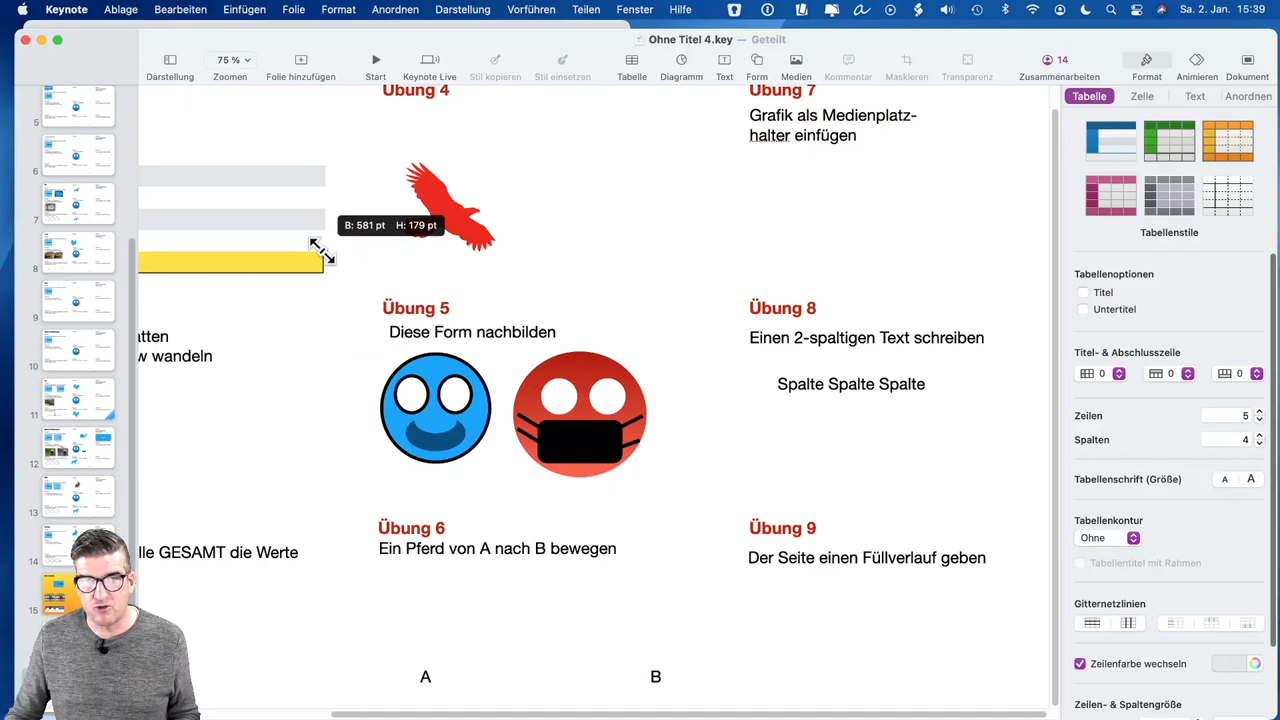 Keynote Ablage Bearbeiten Einfügen Folie Format Anordnen Darstellung Vorführen Teilen Fenster Hilfe Sa. 2. Jan. 15:39
Ohne Titel 4.key — Geteilt
75 %
14
Darstellung Zoomen Folie hinzufügen Start Keynote Live Stil kopieren Stil einsetzen Tabelle Diagramm Text Form Medien Kommentar Maskieren Transparenz Zusammenarbeiten Format Animieren Dokument
Tabelle Zelle Text Anordnen
5
6
7
8
9
10
11
12
13
14
15
Übung 4
B: 581 pt H: 179 pt
atten
w wandeln
lle GESAMT die Werte
Übung 5
Diese Form nachbilden
Übung 6
Ein Pferd von A nach B bewegen
A B
Übung 7
Grafik als Medienplatz-
halter einfügen
Übung 8
Einen 2-spaltigen Text schreiben
Spalte Spalte Spalte
Übung 9
Der Seite einen Füllverlauf geben
Tabellenstile
Tabellenoptionen
Titel
Untertitel
Titel- & Abschlusszeile
0 0 0
Zeilen 5
Spalten 4
Tabellenschrift (Größe) A A
Tabellenkontur
Ohne
Tabellentitel mit Rahmen
Gitternetzlinien
Zeilenfarbe wechseln
Zeilen- & Spaltengröße